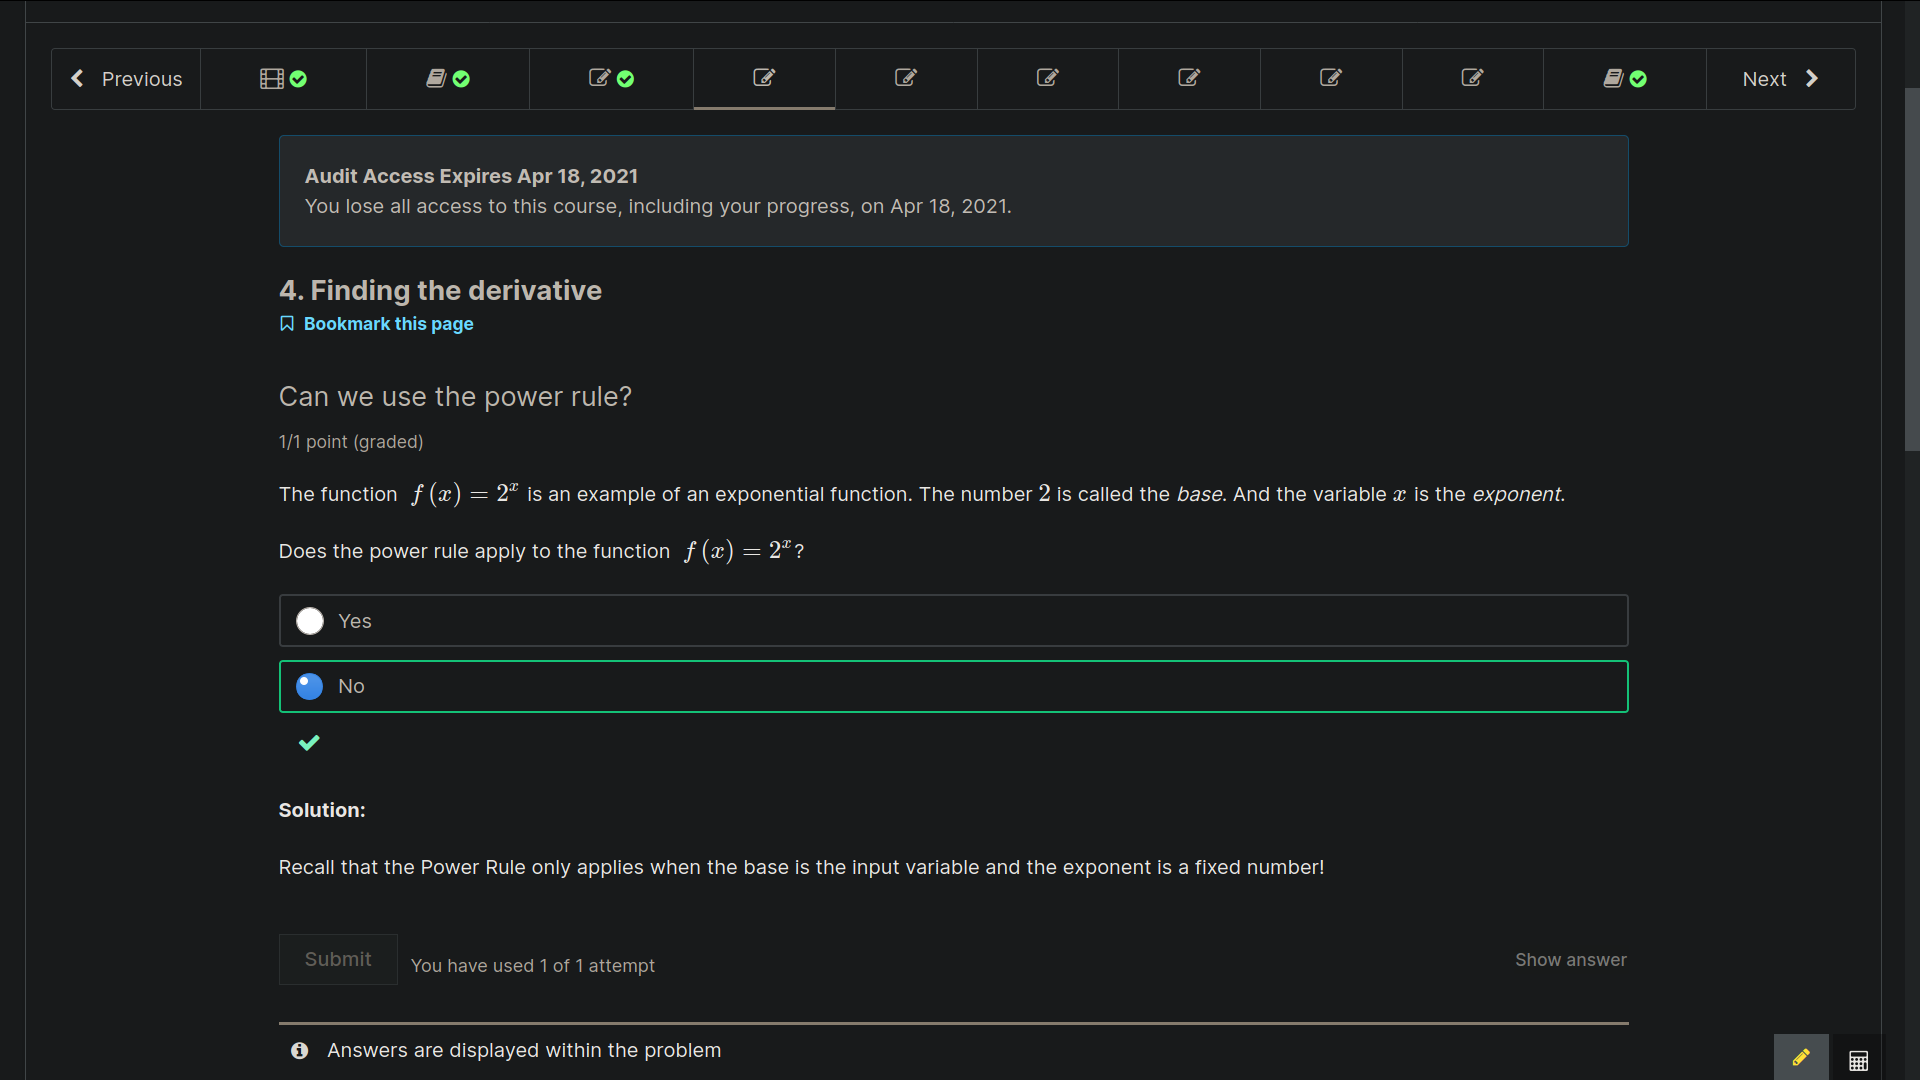 Previous
Next
Audit Access Expires Apr 18, 2021
You lose all access to this course, including your progress, on Apr 18, 2021.
4. Finding the derivative
Bookmark this page
Can we use the power rule?
1/1 point (graded)
The function f (x) = 2^x is an example of an exponential function. The number 2 is called the base. And the variable x is the exponent.
Does the power rule apply to the function f (x) = 2^x?
Yes
No
Solution:
Recall that the Power Rule only applies when the base is the input variable and the exponent is a fixed number!
Submit You have used 1 of 1 attempt Show answer
Answers are displayed within the problem